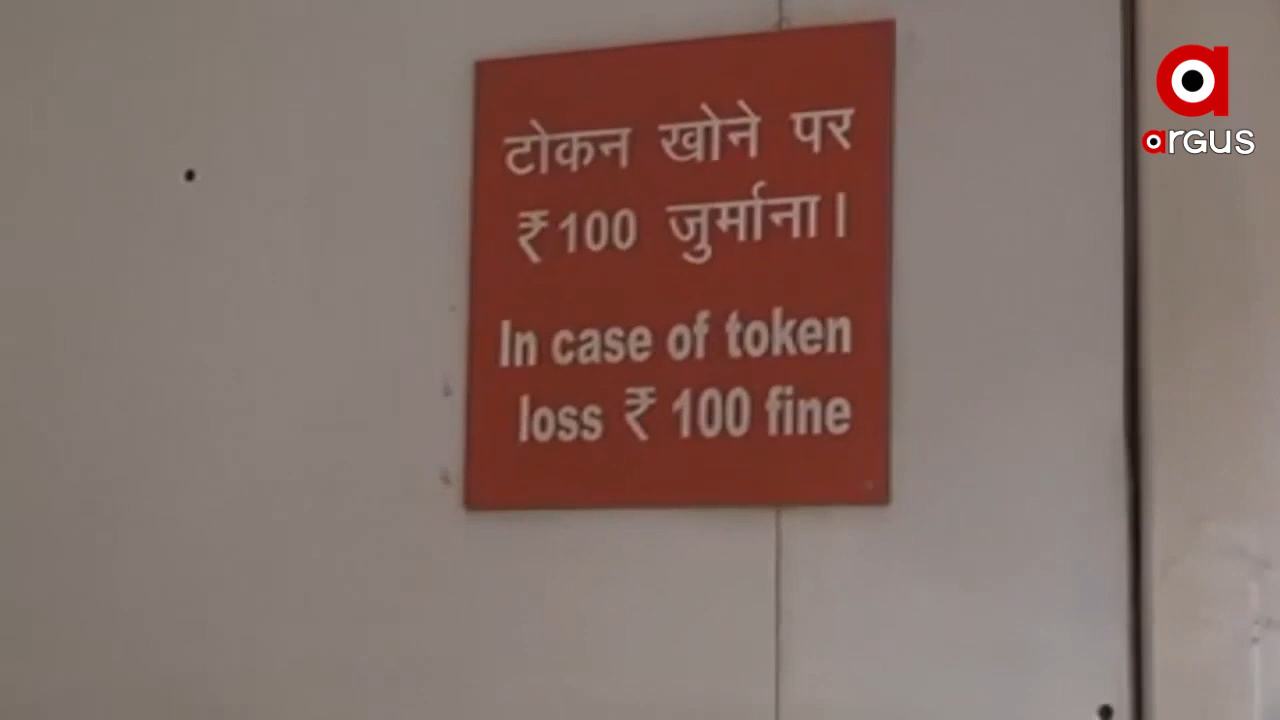 टोकन खोने पर
₹100 जुर्माना।
In case of token
loss ₹ 100 fine
argus